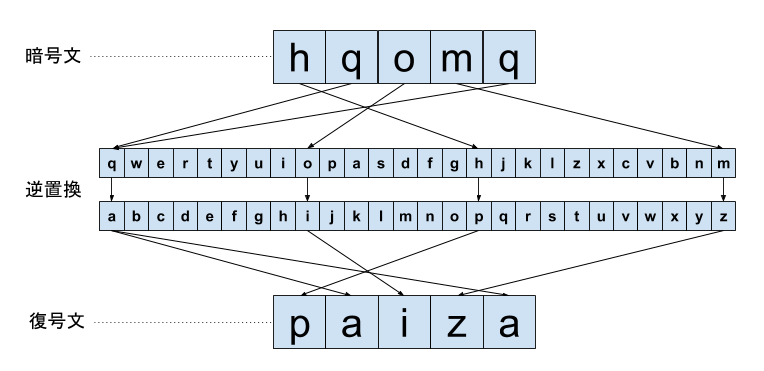 暗号文 h q o m q
q w e r t y u i o p a s d f g h j k l z x c v b n m
逆置換
a b c d e f g h i j k l m n o p q r s t u v w x y z
復号文 p a i z a